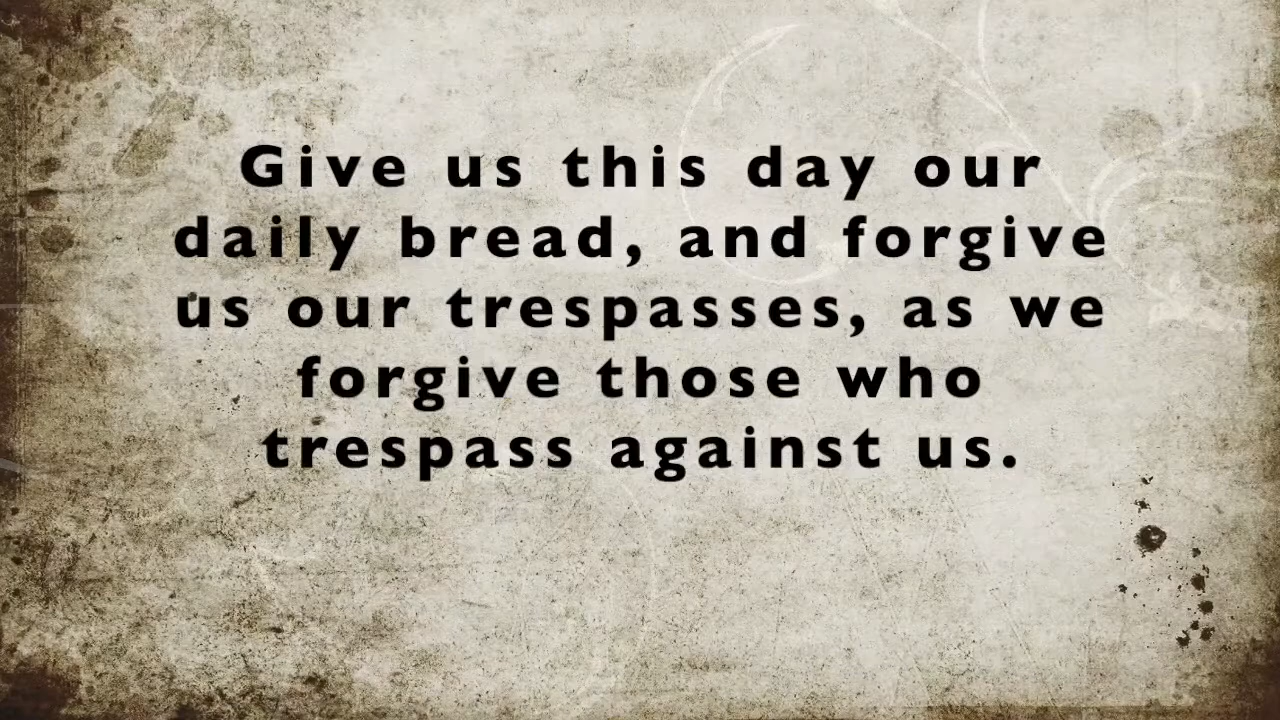 Give us this day our
daily bread, and forgive
us our trespasses, as we
forgive those who
trespass against us.